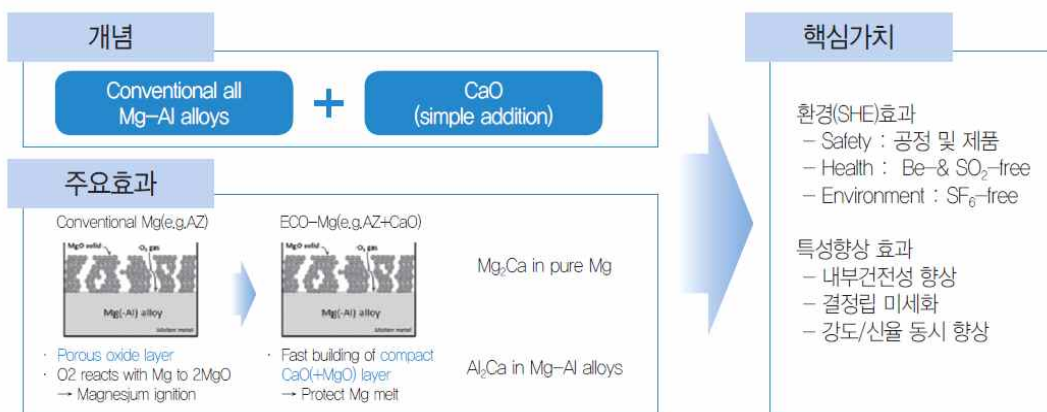 개념
Conventional all
Mg-Al alloys
+
CaO
(simple addition)
주요효과
Conventional Mg(e.g.AZ)
MgO solid
O₂ gas
Mg(-Al) alloy
· Porous oxide layer
· O2 reacts with Mg to 2MgO
→ Magnesjum ignition
ECO-Mg(e.g.AZ+CaO)
MgO solid
O₂ gas
Mg(-Al) alloy
· Fast building of compact
CaO(+MgO) layer
→ Protect Mg melt
Mg₂Ca in pure Mg
Al₂Ca in Mg-Al alloys
핵심가치
환경(SHE)효과
- Safety : 공정 및 제품
- Health : Be-& SO₂-free
- Environment : SF₆-free
특성향상 효과
- 내부건전성 향상
- 결정립 미세화
- 강도/신율 동시 향상